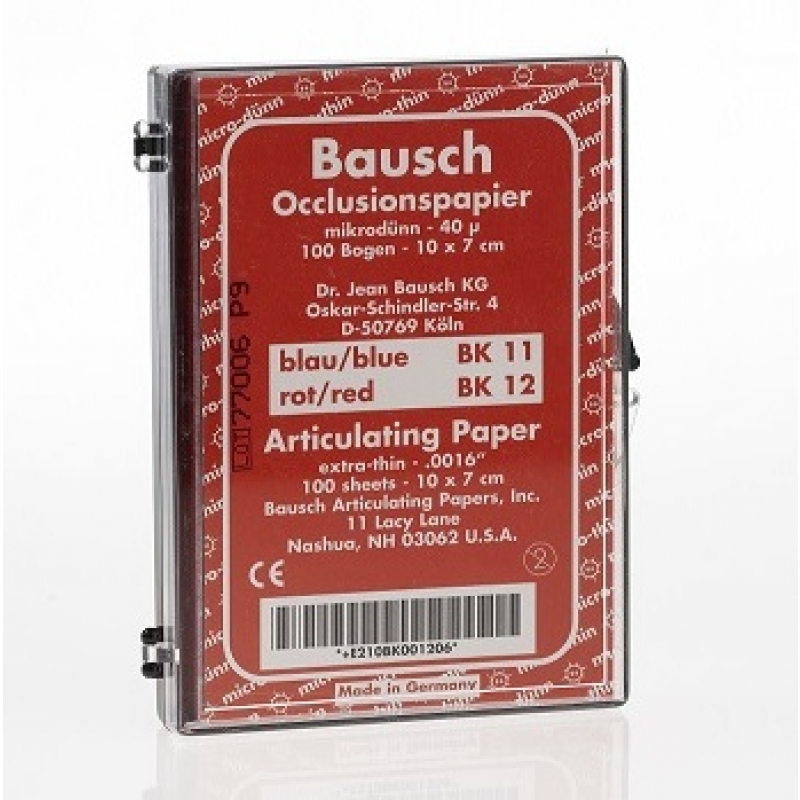 Bausch
Occlusionspapier
mikrodünn - 40 µ
100 Bogen - 10 x 7 cm
Dr. Jean Bausch KG
Oskar-Schindler-Str. 4
D-50769 Köln
blau/blue BK 11
rot/red BK 12
Articulating Paper
extra-thin - .0016"
100 sheets - 10 x 7 cm
Bausch Articulating Papers, Inc.
11 Lacy Lane
Nashua, NH 03062 U.S.A.
CE
2
*+E210BK001206*
Made in Germany
LOT 77006 P9
micro-dünn
micro-thin